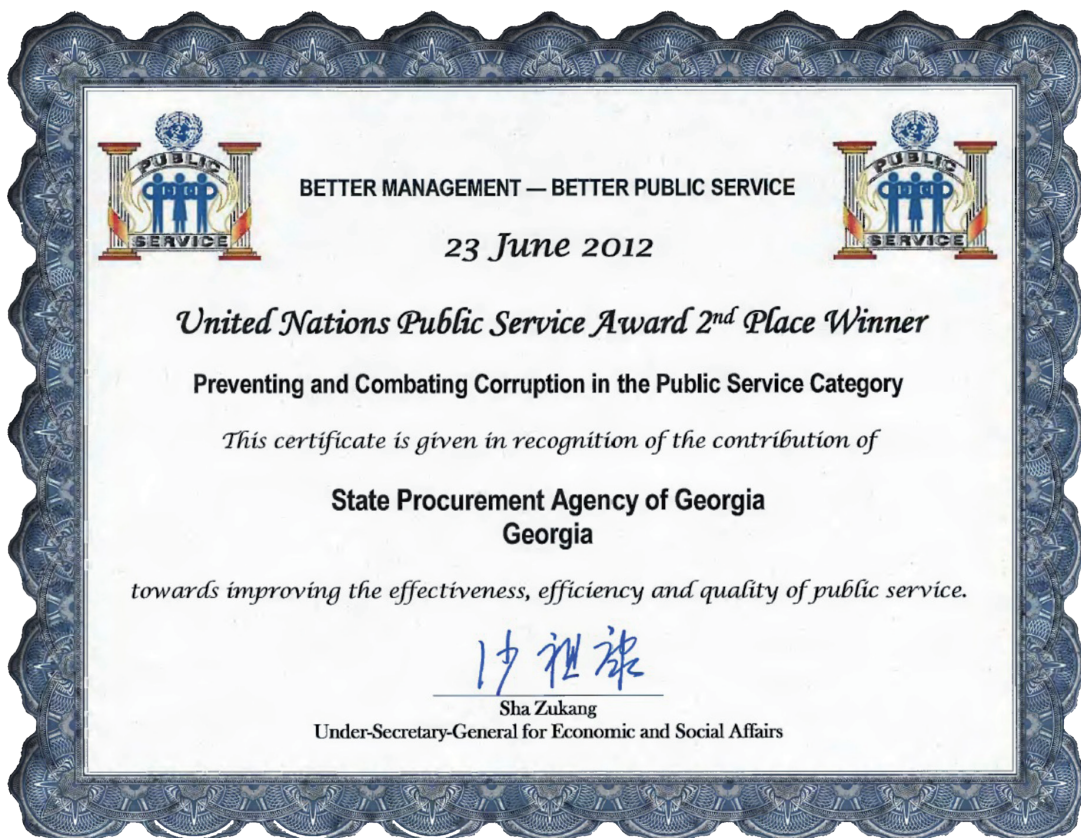 PUBLIC
SERVICE
PUBLIC
SERVICE
BETTER MANAGEMENT — BETTER PUBLIC SERVICE
23 June 2012
United Nations Public Service Award 2nd Place Winner
Preventing and Combating Corruption in the Public Service Category
This certificate is given in recognition of the contribution of
State Procurement Agency of Georgia
Georgia
towards improving the effectiveness, efficiency and quality of public service.
沙祖康
Sha Zukang
Under-Secretary-General for Economic and Social Affairs